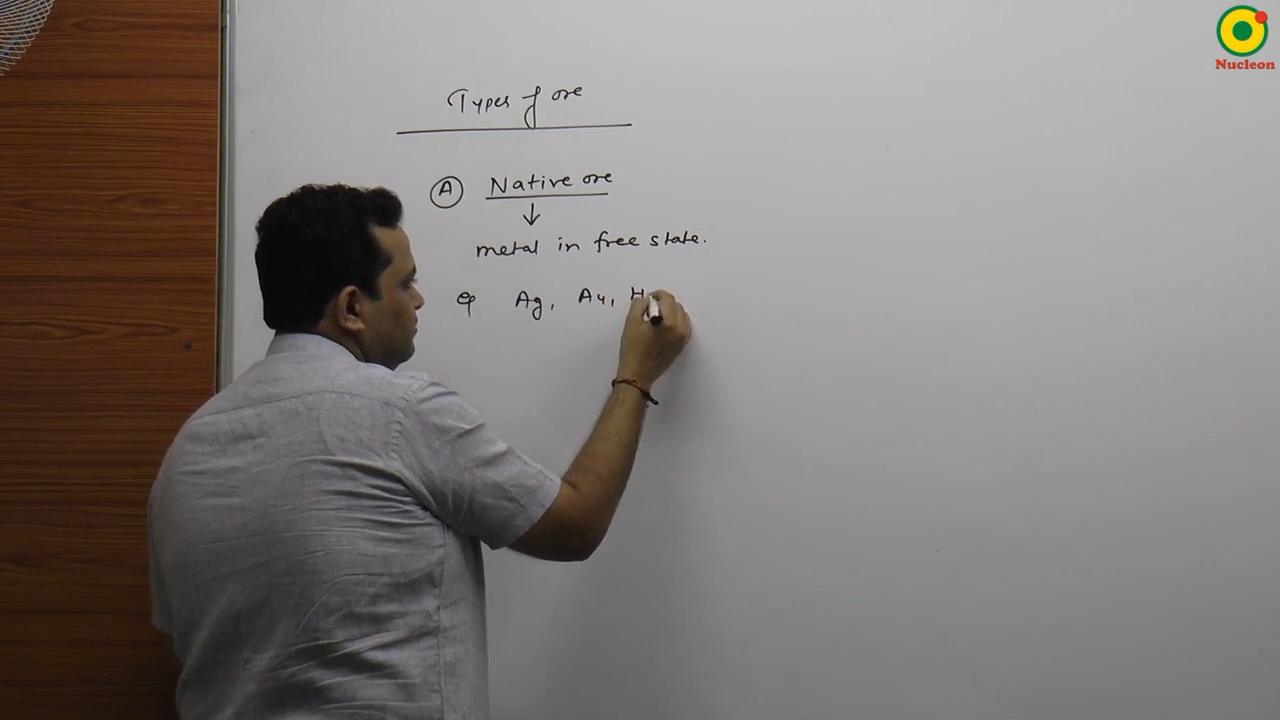 Nucleon
Types of ore
A Native ore
↓
metal in free state.
eg Ag, Au, H